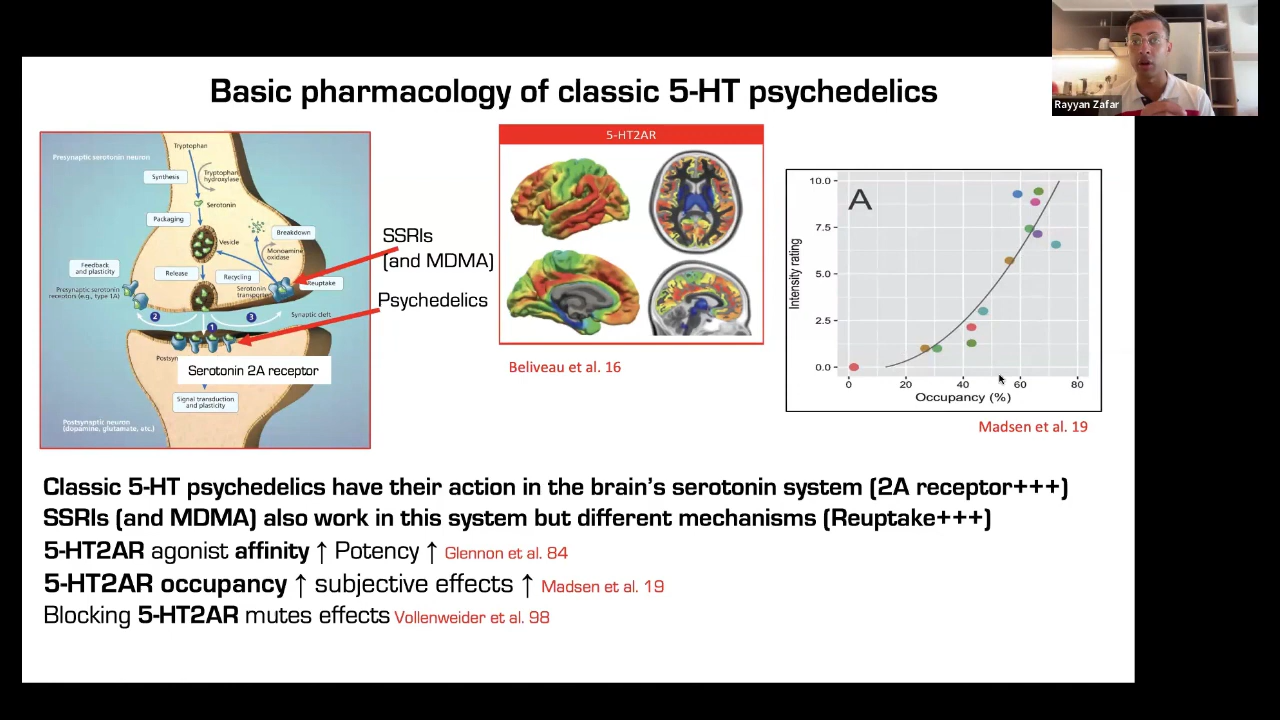 Basic pharmacology of classic 5-HT psychedelics
Rayyan Zafar
Tryptophan
Presynaptic serotonin neuron
Synthesis
Tryptophan
hydroxylase
Serotonin
Packaging
Vesicle
Breakdown
Monoamine
oxidase
Feedback
and plasticity
Release
Recycling
Reuptake
Presynaptic serotonin
receptors (e.g., type 1A)
Serotonin
transporter
Synaptic cleft
2
1
3
Serotonin 2A receptor
Signal transduction
and plasticity
Postsynaptic neuron
(dopamine, glutamate, etc.)
SSRIs
(and MDMA)
Psychedelics
5-HT2AR
Beliveau et al. 16
A
Intensity rating
10.0
7.5
5.0
2.5
0.0
0 20 40 60 80
Occupancy (%)
Madsen et al. 19
Classic 5-HT psychedelics have their action in the brain's serotonin system (2A receptor+++)
SSRIs (and MDMA) also work in this system but different mechanisms (Reuptake+++)
5-HT2AR agonist affinity ↑ Potency ↑ Glennon et al. 84
5-HT2AR occupancy ↑ subjective effects ↑ Madsen et al. 19
Blocking 5-HT2AR mutes effects Vollenweider et al. 98